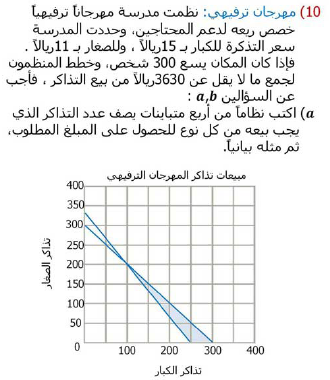 10) مهرجان ترفيهي: نظمت مدرسة مهرجاناً ترفيهياً
خصص ريعه لدعم المحتاجين، وحددت المدرسة
سعر التذكرة للكبار بـ 15ريالاً ، وللصغار بـ 11ريالاً .
فإذا كان المكان يسع 300 شخص، وخطط المنظمون
لجمع ما لا يقل عن 3630ريالاً من بيع التذاكر ، فأجب
عن السؤالين a,b :
a) اكتب نظاماً من أربع متباينات يصف عدد التذاكر الذي
يجب بيعه من كل نوع للحصول على المبلغ المطلوب،
ثم مثله بيانياً.
مبيعات تذاكر المهرجان الترفيهي
400
350
300
250
200
150
100
50
0
تذاكر الصغار
100 200 300 400
تذاكر الكبار